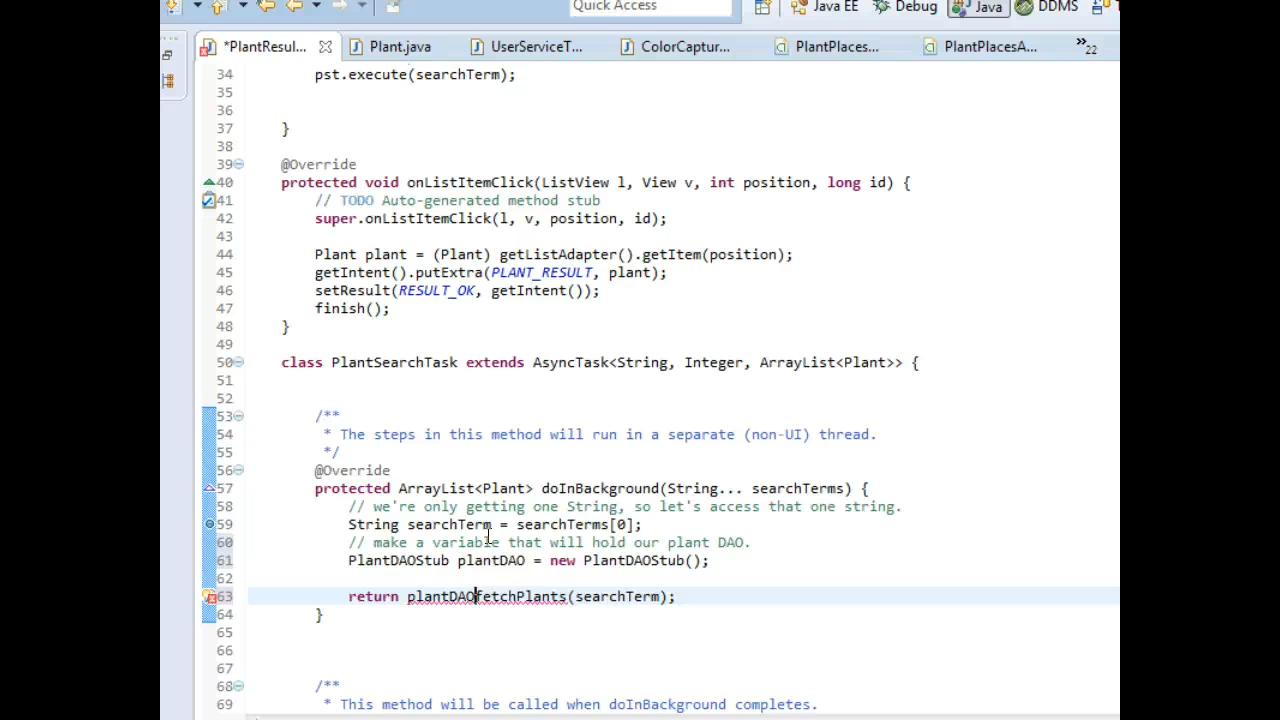 Quick Access
Java EE
Debug
Java
DDMS
*PlantResul...
Plant.java
UserServiceT...
ColorCaptur...
PlantPlaces...
PlantPlacesA...
»22
34 pst.execute(searchTerm);
35
36
37 }
38
39 @Override
40 protected void onListItemClick(ListView l, View v, int position, long id) {
41 // TODO Auto-generated method stub
42 super.onListItemClick(l, v, position, id);
43
44 Plant plant = (Plant) getListAdapter().getItem(position);
45 getIntent().putExtra(PLANT_RESULT, plant);
46 setResult(RESULT_OK, getIntent());
47 finish();
48 }
49
50 class PlantSearchTask extends AsyncTask<String, Integer, ArrayList<Plant>> {
51
52
53 /**
54 * The steps in this method will run in a separate (non-UI) thread.
55 */
56 @Override
57 protected ArrayList<Plant> doInBackground(String... searchTerms) {
58 // we're only getting one String, so let's access that one string.
59 String searchTerm = searchTerms[0];
60 // make a variable that will hold our plant DAO.
61 PlantDAOStub plantDAO = new PlantDAOStub();
62
63 return plantDAOfetchPlants(searchTerm);
64 }
65
66
67
68 /**
69 * This method will be called when doInBackground completes.